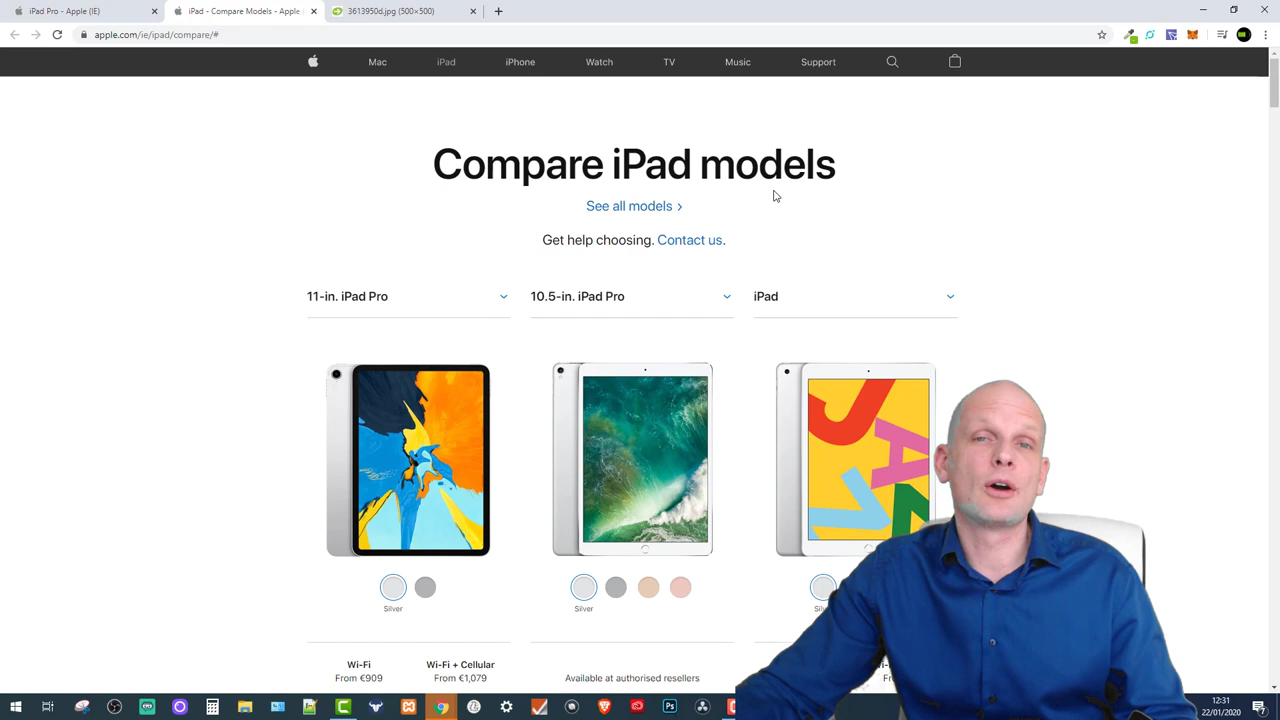 iPad Pro - Apple (IE)
iPad - Compare Models - Apple
3613950d.jpg (500×500)
apple.com/ie/ipad/compare/#
Mac
iPad
iPhone
Watch
TV
Music
Support
Compare iPad models
See all models
Get help choosing. Contact us.
11-in. iPad Pro
10.5-in. iPad Pro
iPad
Silver
Silver
Wi-Fi
Wi-Fi + Cellular
From €909
From €1,079
Available at authorised resellers
12:31
22/01/2020